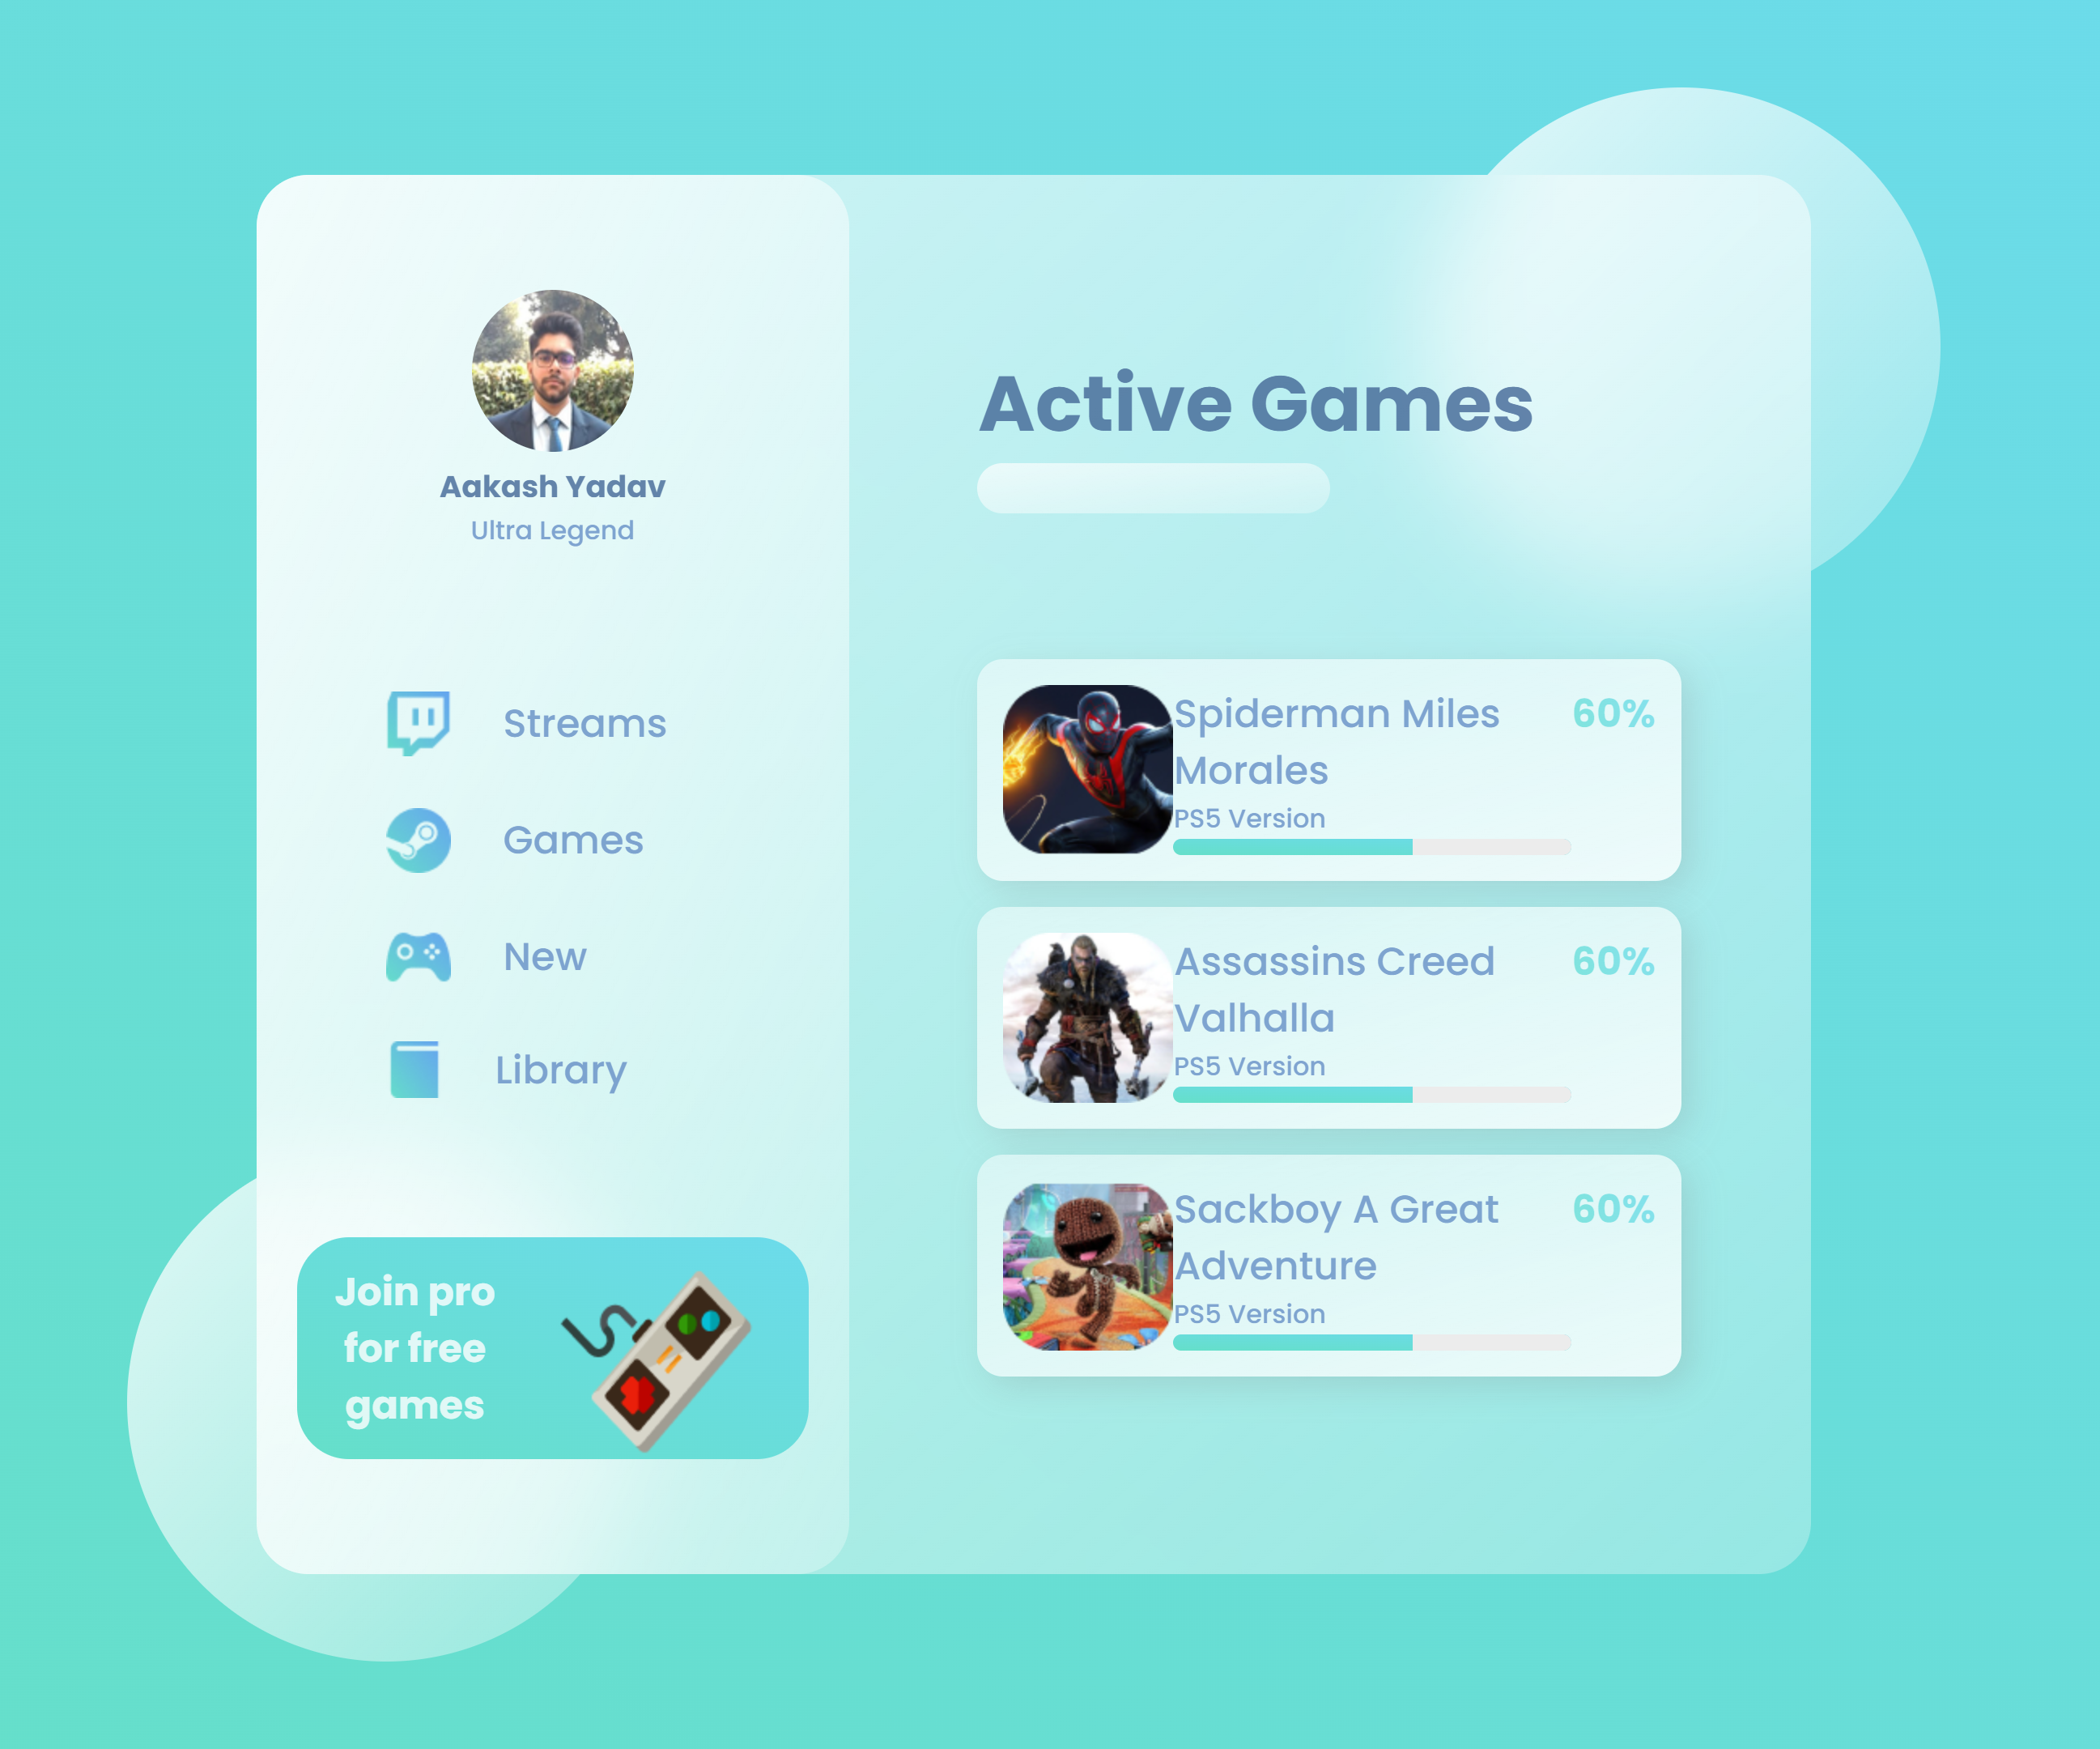 Aakash Yadav
Ultra Legend
Streams
Games
New
Library
Join pro
for free
games
Active Games
Spiderman Miles
Morales
PS5 Version
60%
Assassins Creed
Valhalla
PS5 Version
60%
Sackboy A Great
Adventure
PS5 Version
60%